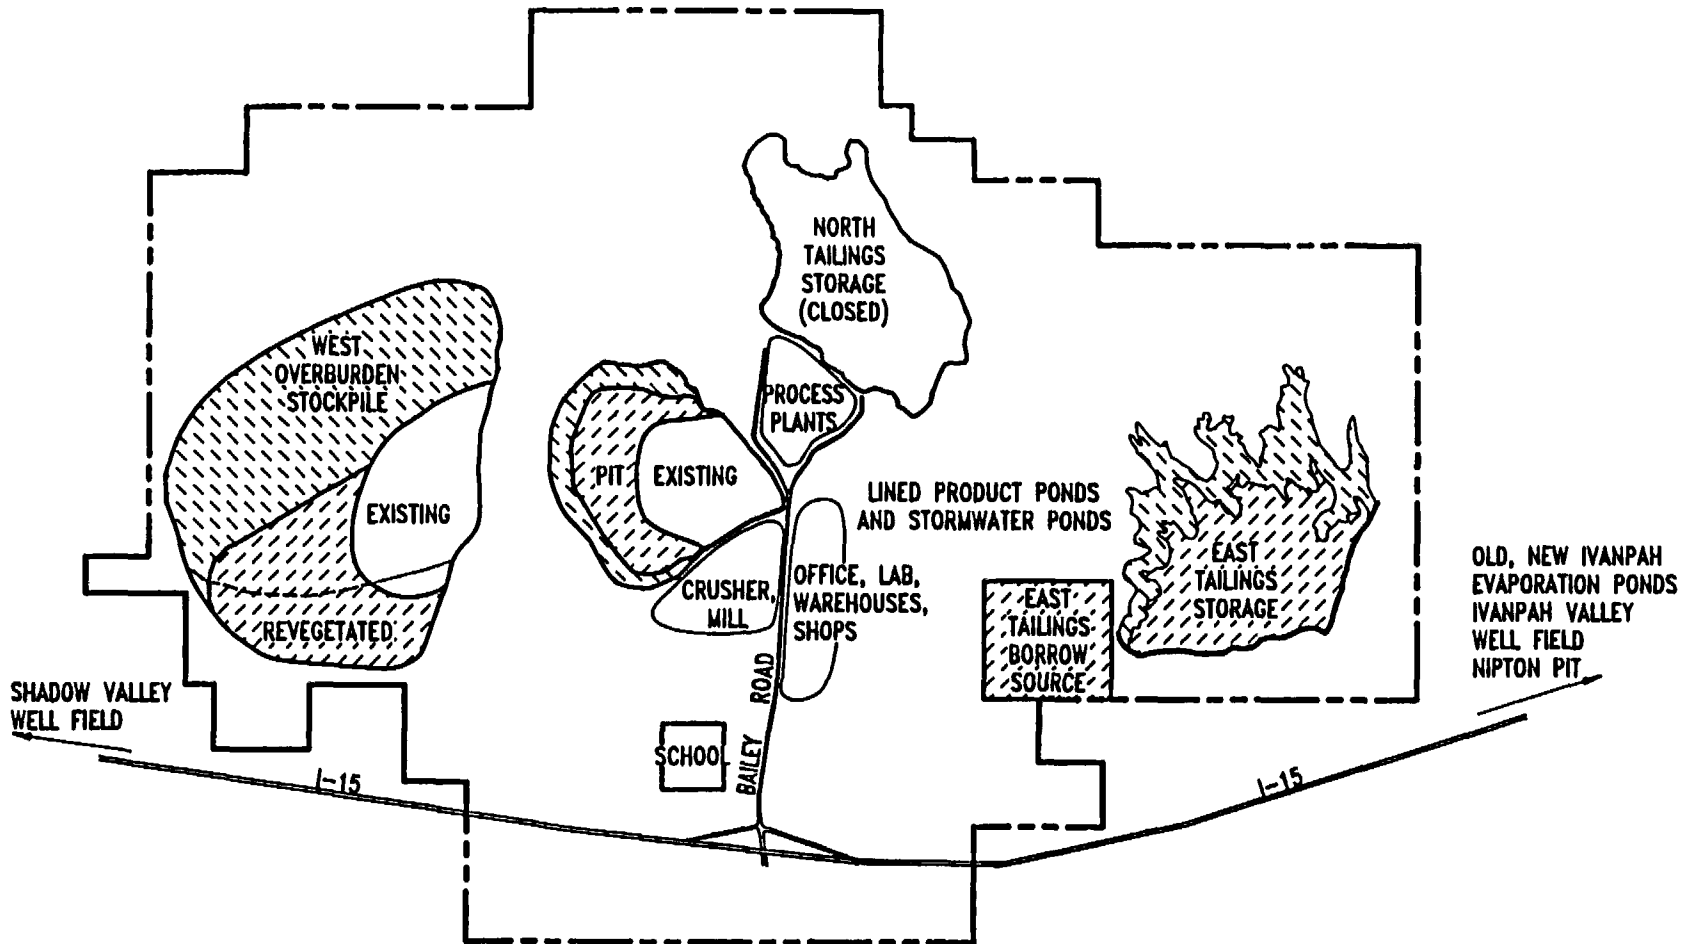 NORTH
TAILINGS
STORAGE
(CLOSED)
WEST
OVERBURDEN
STOCKPILE
PROCESS
PLANTS
PIT
EXISTING
EXISTING
LINED PRODUCT PONDS
AND STORMWATER PONDS
EAST
TAILINGS
STORAGE
OLD, NEW IVANPAH
EVAPORATION PONDS
IVANPAH VALLEY
WELL FIELD
NIPTON PIT
CRUSHER,
MILL
OFFICE, LAB,
WAREHOUSES,
SHOPS
EAST
TAILINGS
BORROW
SOURCE
REVEGETATED
SHADOW VALLEY
WELL FIELD
BAILEY ROAD
SCHOOL
I-15
I-15